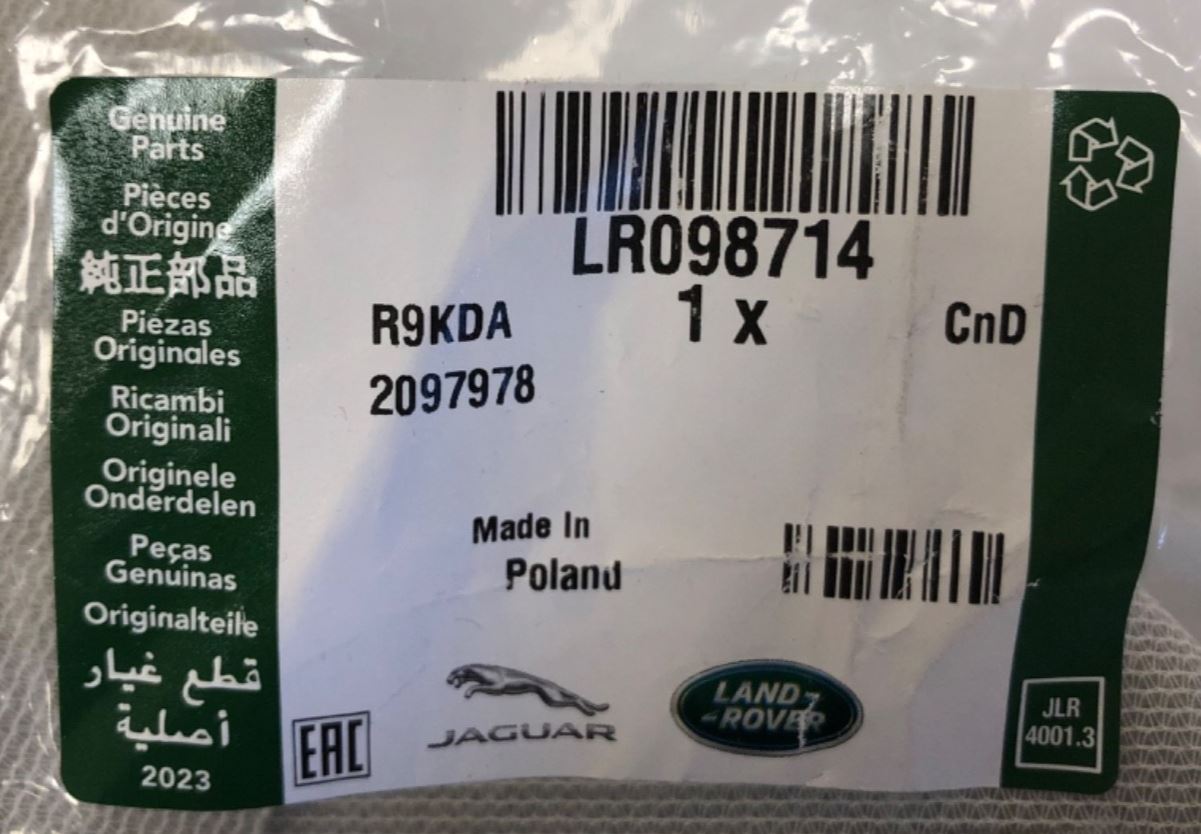 Genuine
Parts
Pièces
d'Origine
純正部品
Piezas
Originales
Ricambi
Originali
Originele
Onderdelen
Peças
Genuinas
Originalteile
قطع غيار
أصلية
2023
LR098714
R9KDA
1 x
CnD
2097978
Made In
Poland
EAC
JAGUAR
LAND
-ROVER
JLR
4001.3